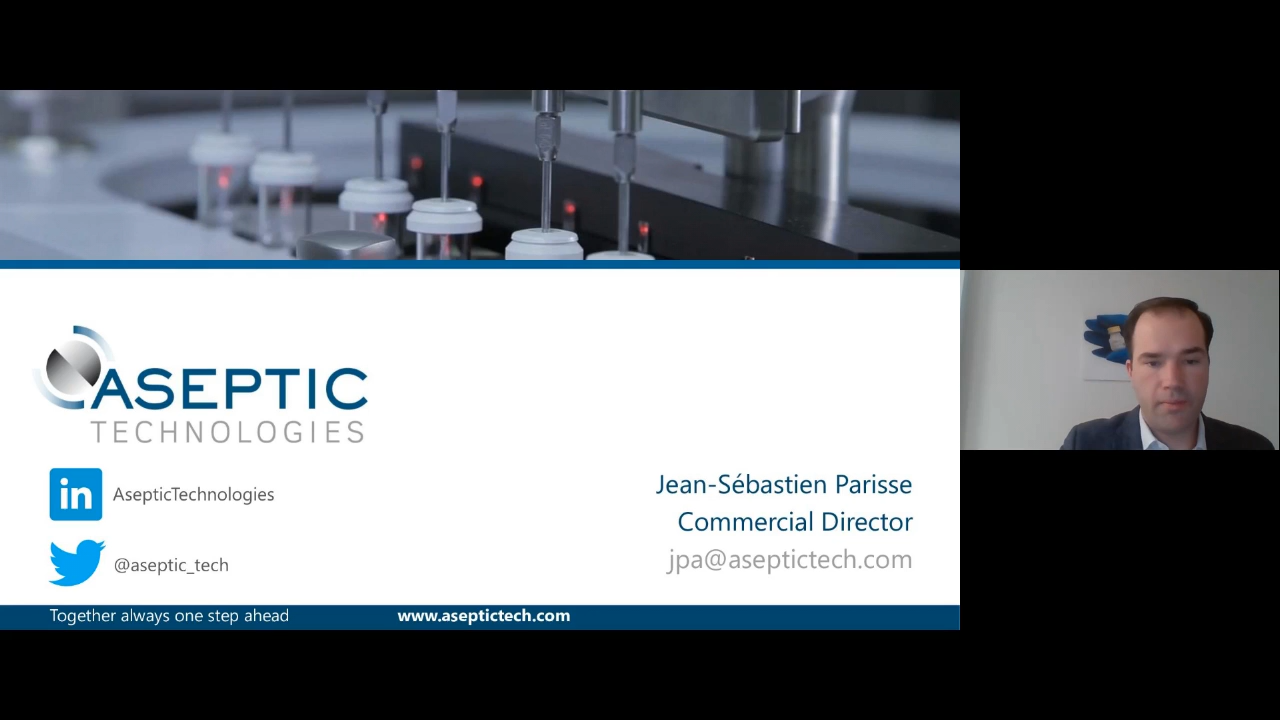 ASEPTIC
TECHNOLOGIES
in
AsepticTechnologies
@aseptic_tech
Jean-Sébastien Parisse
Commercial Director
jpa@aseptictech.com
Together always one step ahead
www.aseptictech.com